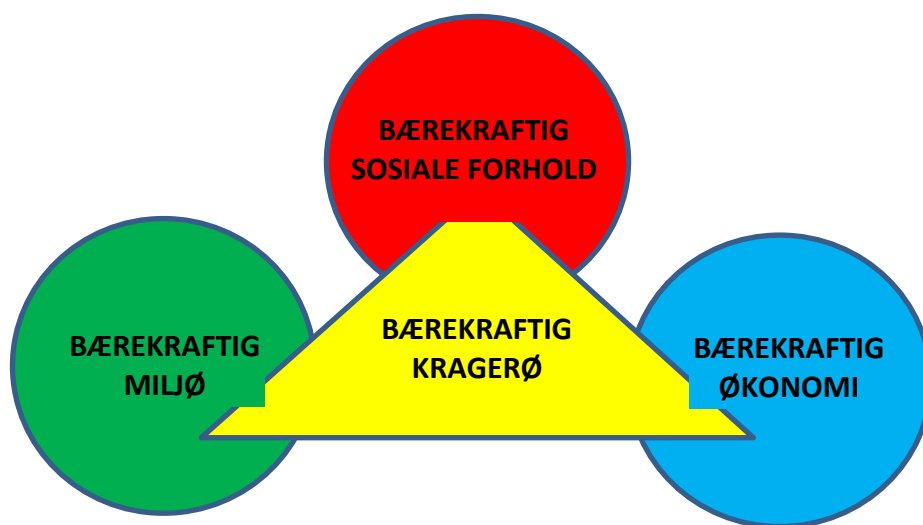 BÆREKRAFTIG
SOSIALE FORHOLD
BÆREKRAFTIG
MILJØ
BÆREKRAFTIG
KRAGERØ
BÆREKRAFTIG
ØKONOMI